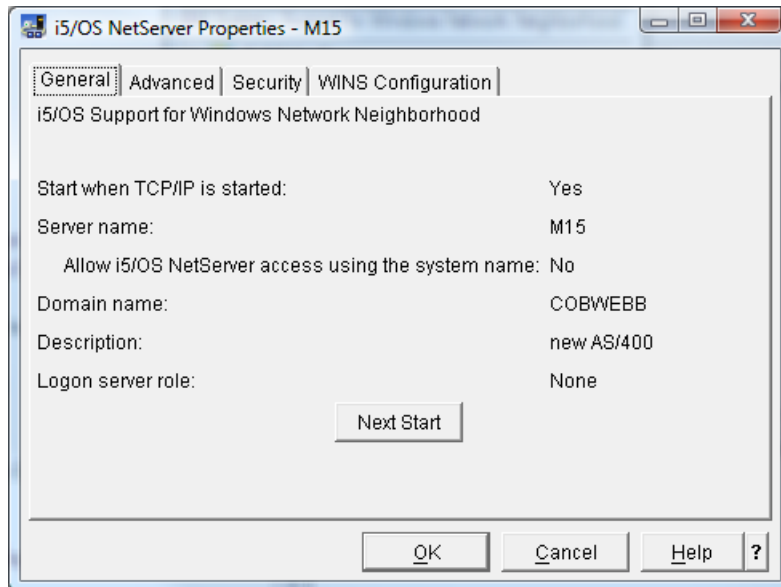 i5/OS NetServer Properties - M15
General Advanced Security WINS Configuration
i5/OS Support for Windows Network Neighborhood
Start when TCP/IP is started: Yes
Server name: M15
Allow i5/OS NetServer access using the system name: No
Domain name: COBWEBB
Description: new AS/400
Logon server role: None
Next Start
OK Cancel Help ?